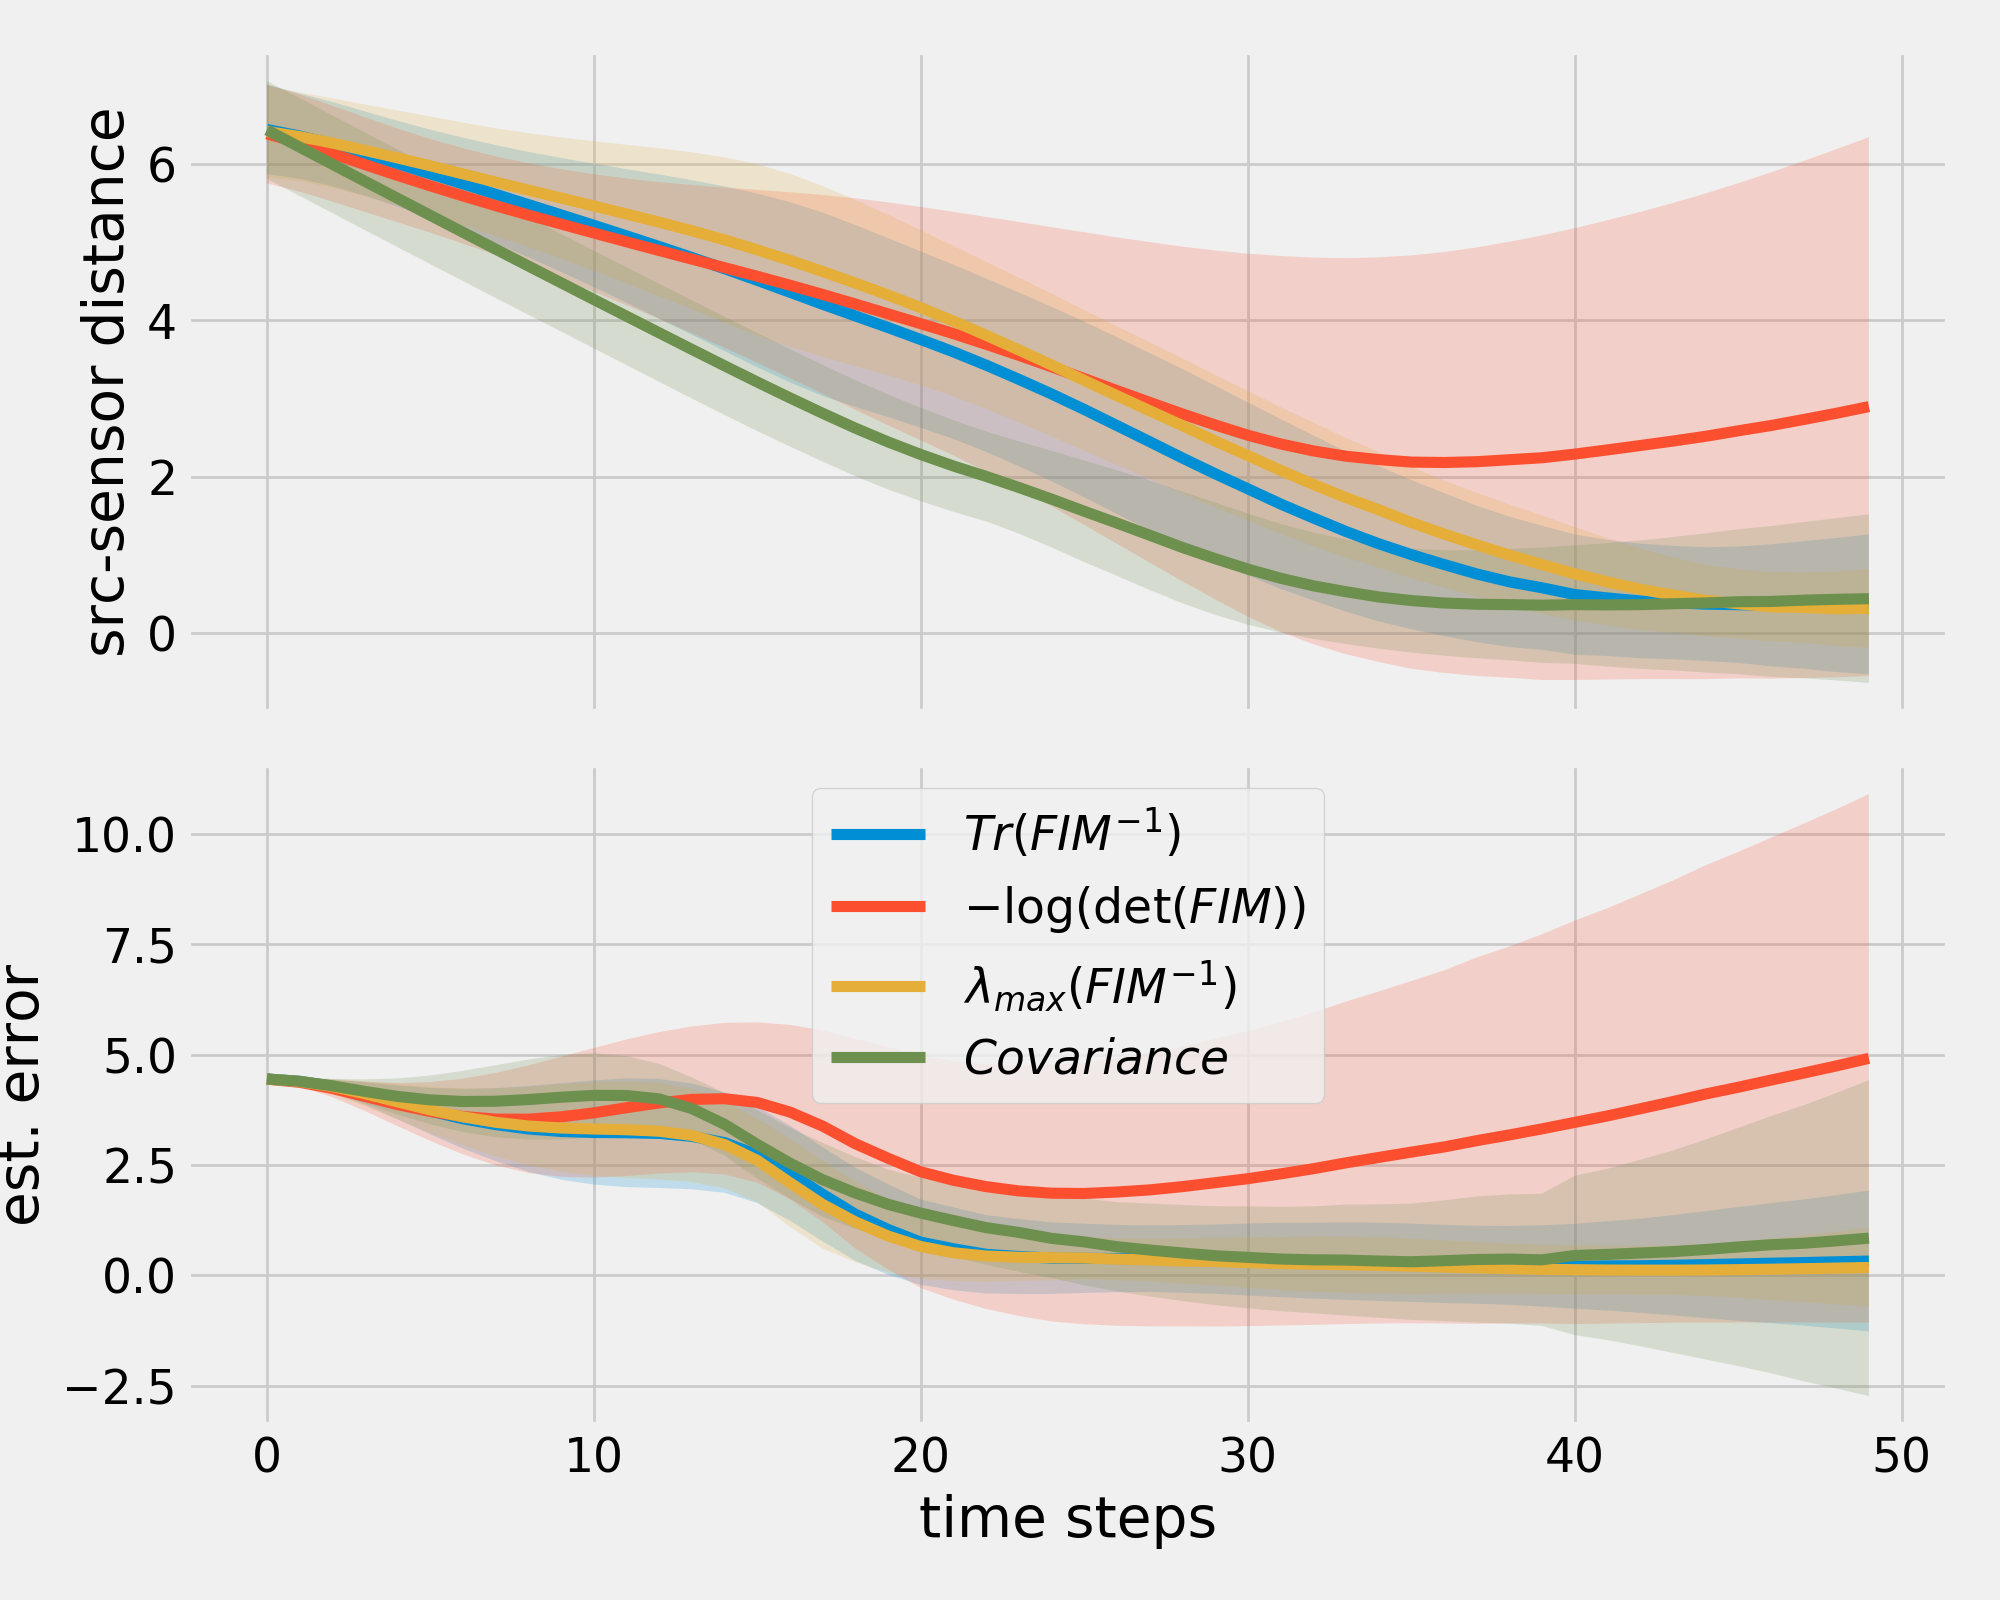 src-sensor distance
6
4
2
0
est. error
10.0
7.5
5.0
2.5
0.0
−2.5
Tr(FIM⁻¹)
−log(det(FIM))
λₘₐₓ(FIM⁻¹)
Covariance
0 10 20 30 40 50
time steps